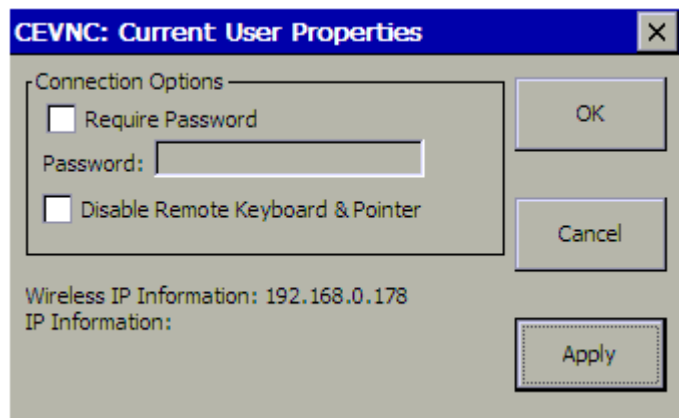 CEVNC: Current User Properties
Connection Options
Require Password
Password:
Disable Remote Keyboard & Pointer
OK
Cancel
Wireless IP Information: 192.168.0.178
IP Information:
Apply